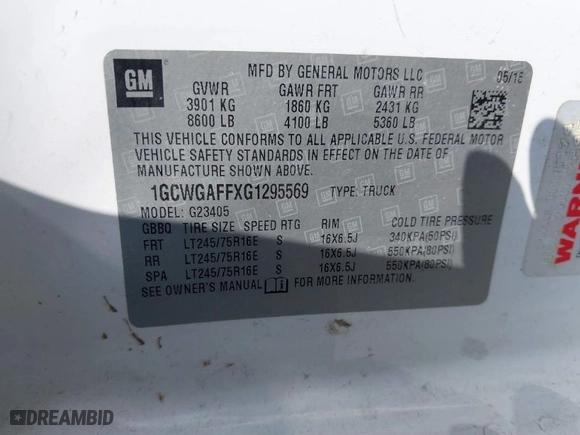 GM
MFD BY GENERAL MOTORS LLC
GVWR GAWR FRT GAWR RR
3901 KG 1860 KG 2431 KG
8600 LB 4100 LB 5360 LB
THIS VEHICLE CONFORMS TO ALL APPLICABLE U.S. FEDERAL MOTOR
VEHICLE SAFETY STANDARDS IN EFFECT ON THE DATE OF
MANUFACTURE SHOWN ABOVE.
1GCWGAFFXG1295569 TYPE: TRUCK
MODEL: G23405
GBBQ TIRE SIZE SPEED RTG RIM COLD TIRE PRESSURE
FRT LT245/75R16E S 16X6.5J 340KPA(50PSI)
RR LT245/75R16E S 16X6.5J 550KPA(80PSI)
SPA LT245/75R16E S 16X6.5J 550KPA(80PSI)
SEE OWNER'S MANUAL FOR MORE INFORMATION.
DREAMBID